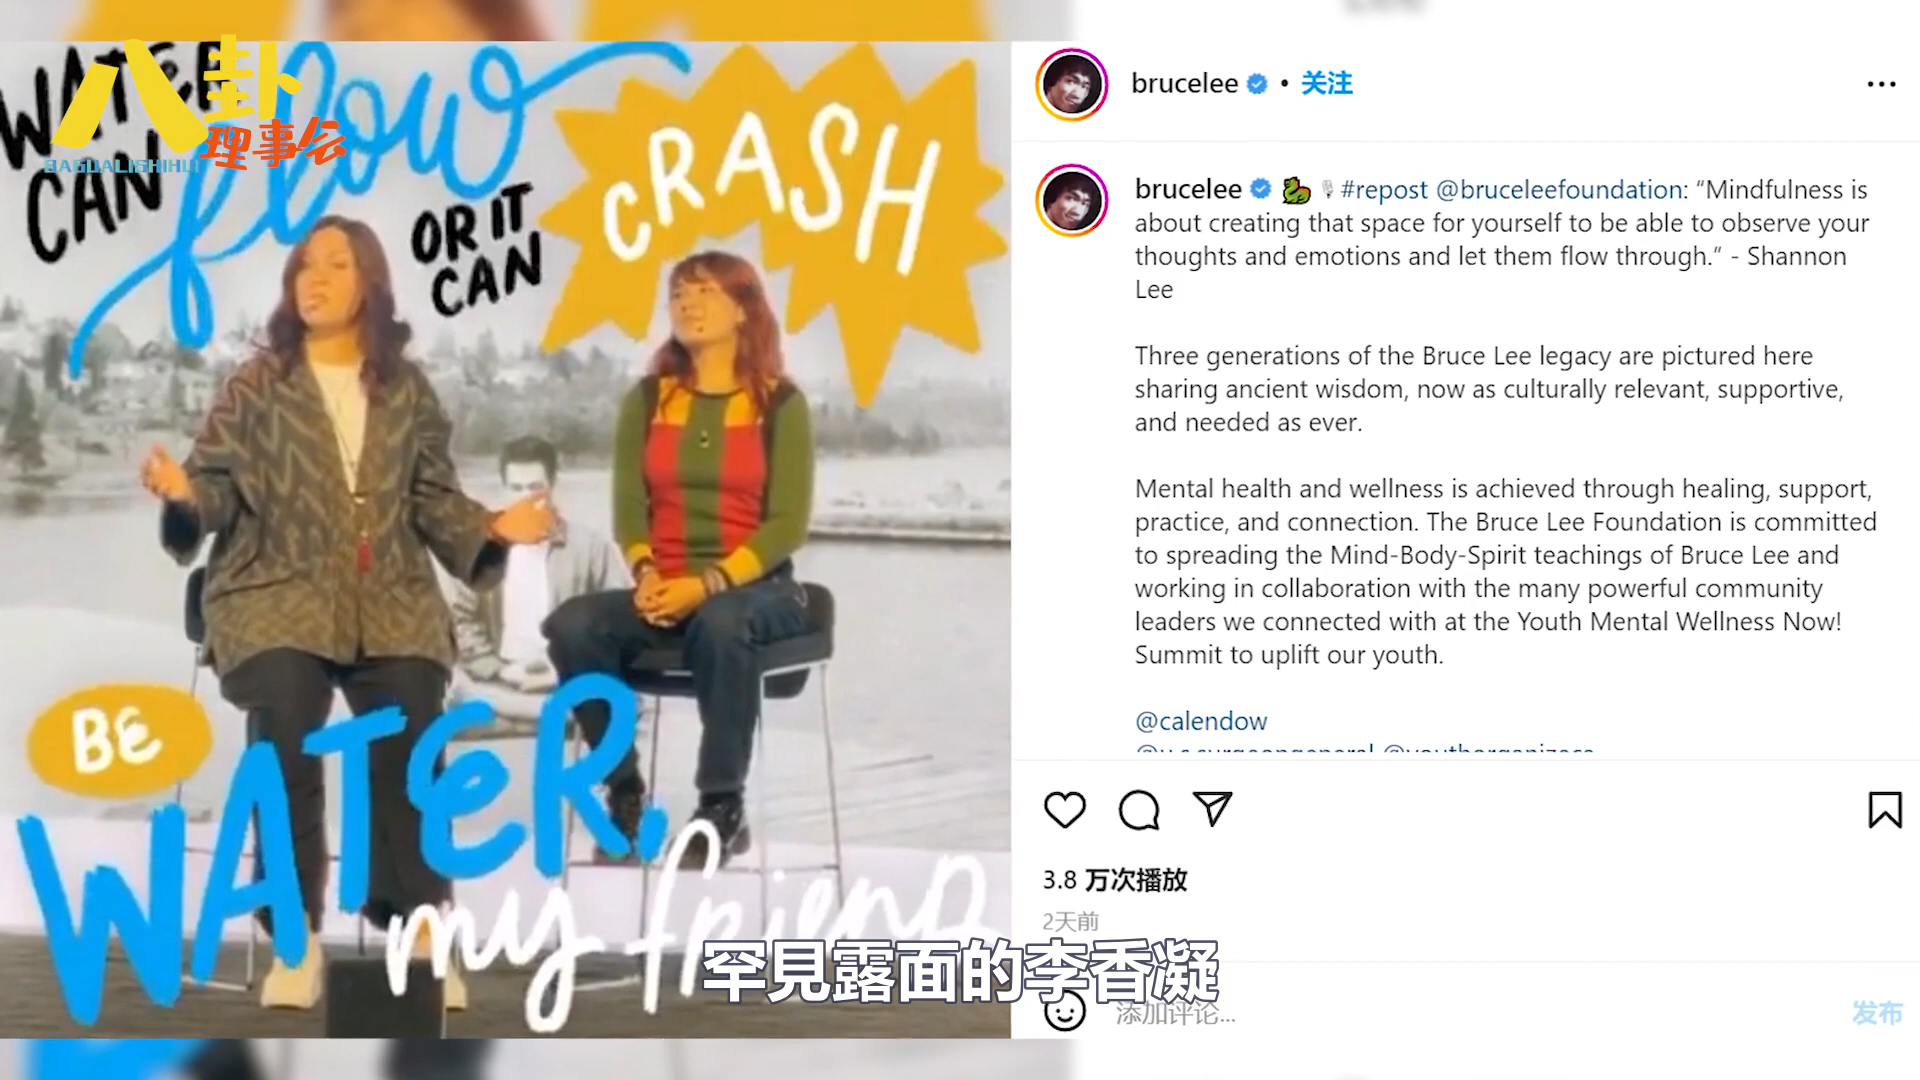 WATER
CAN
flow
OR IT
CAN
CRASH
八卦
理事会
BAGUALISHIHUI
BE
WATER,
my friend
brucelee • 关注
brucelee #repost @bruceleefoundation: “Mindfulness is
about creating that space for yourself to be able to observe your
thoughts and emotions and let them flow through.” - Shannon
Lee
Three generations of the Bruce Lee legacy are pictured here
sharing ancient wisdom, now as culturally relevant, supportive,
and needed as ever.
Mental health and wellness is achieved through healing, support,
practice, and connection. The Bruce Lee Foundation is committed
to spreading the Mind-Body-Spirit teachings of Bruce Lee and
working in collaboration with the many powerful community
leaders we connected with at the Youth Mental Wellness Now!
Summit to uplift our youth.
@calendow
3.8 万次播放
2天前
罕見露面的李香凝
添加评论...
发布